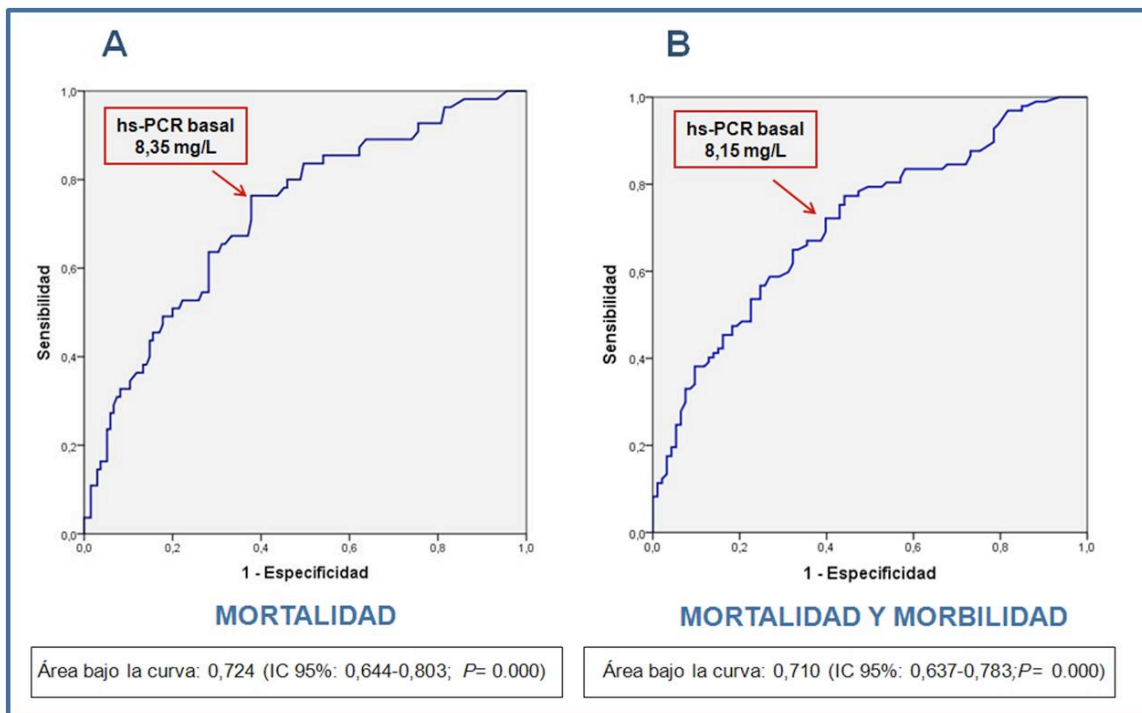 A
hs-PCR basal
8,35 mg/L
1,0
0,8
0,6
0,4
0,2
0,0
Sensibilidad
0,0 0,2 0,4 0,6 0,8 1,0
1 - Especificidad
MORTALIDAD
Área bajo la curva: 0,724 (IC 95%: 0,644-0,803; P= 0.000)
B
hs-PCR basal
8,15 mg/L
1,0
0,8
0,6
0,4
0,2
0,0
Sensibilidad
0,0 0,2 0,4 0,6 0,8 1,0
1 - Especificidad
MORTALIDAD Y MORBILIDAD
Área bajo la curva: 0,710 (IC 95%: 0,637-0,783;P= 0.000)